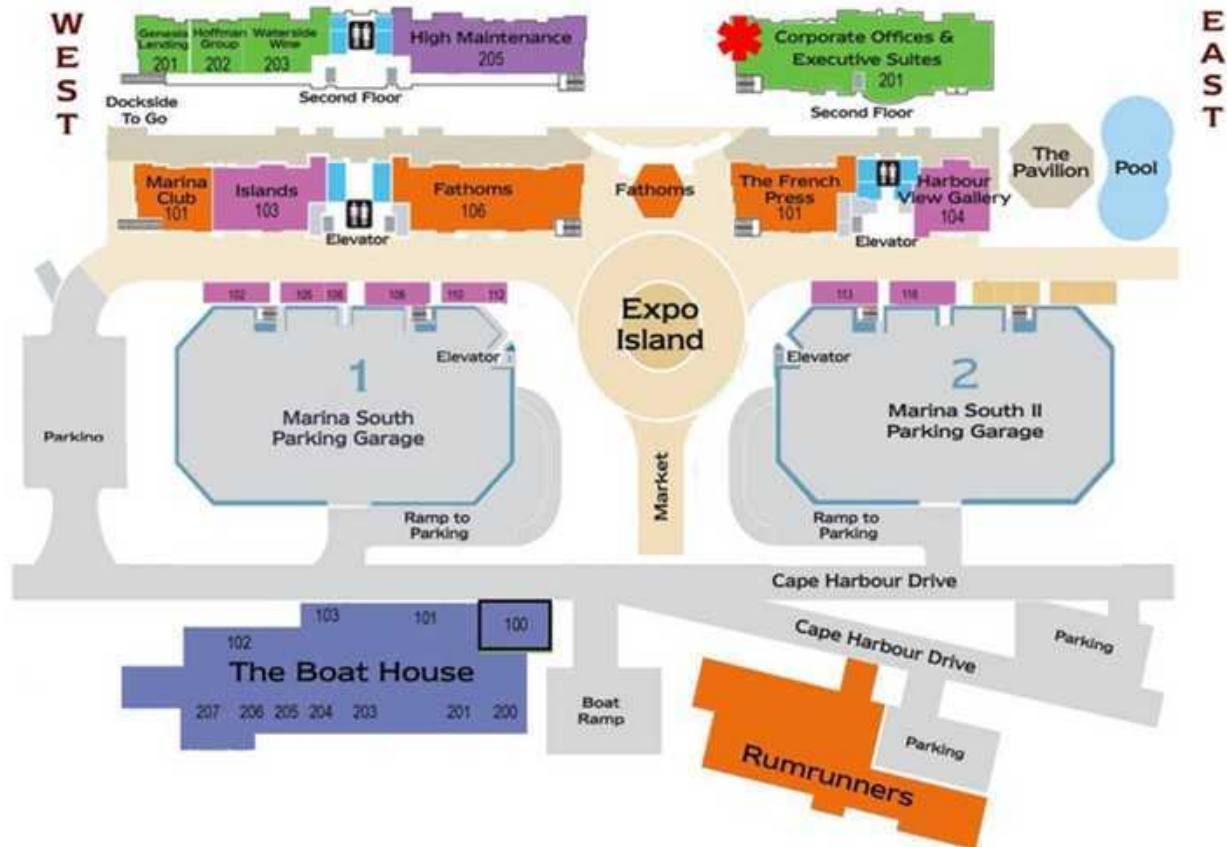 WEST
EAST
Genesis
Lending
201
Hoffman
Group
202
Waterside
Wine
203
High Maintenance
205
Corporate Offices &
Executive Suites
201
Second Floor
Second Floor
Dockside
To Go
Marina
Club
101
Islands
103
Elevator
Fathoms
106
Fathoms
The French
Press
101
Elevator
Harbour
View Gallery
104
The
Pavilion
Pool
102
105
106
108
110
112
113
118
Expo
Island
Elevator
1
Marina South
Parking Garage
Elevator
2
Marina South II
Parking Garage
Parkino
Market
Ramp to
Parking
Ramp to
Parking
Cape Harbour Drive
Cape Harbour Drive
Parking
103
101
100
102
The Boat House
207
206
205
204
203
201
200
Boat
Ramp
Parking
Rumrunners